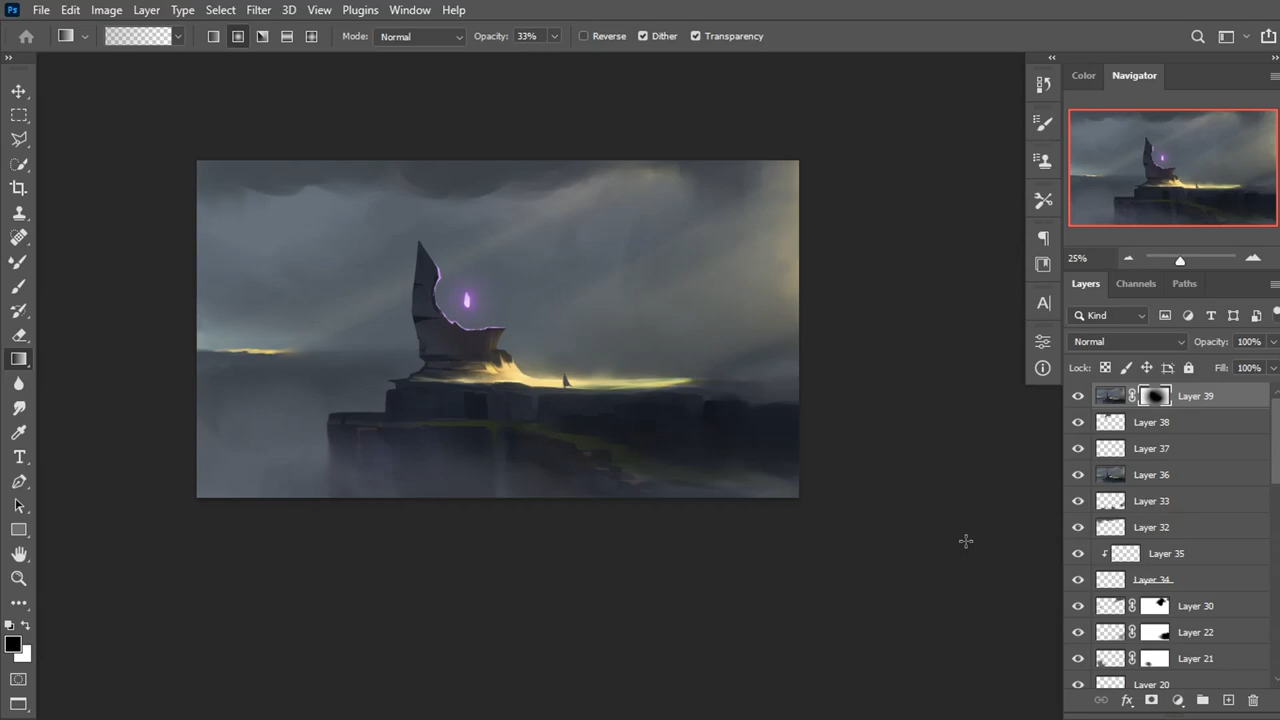 Ps File Edit Image Layer Type Select Filter 3D View Plugins Window Help
Mode: Normal Opacity: 33% Reverse Dither Transparency
Color Navigator
25%
Layers Channels Paths
Kind
Normal Opacity: 100%
Lock: Fill: 100%
Layer 39
Layer 38
Layer 37
Layer 36
Layer 33
Layer 32
Layer 35
Layer 34
Layer 30
Layer 22
Layer 21
Layer 20
fx